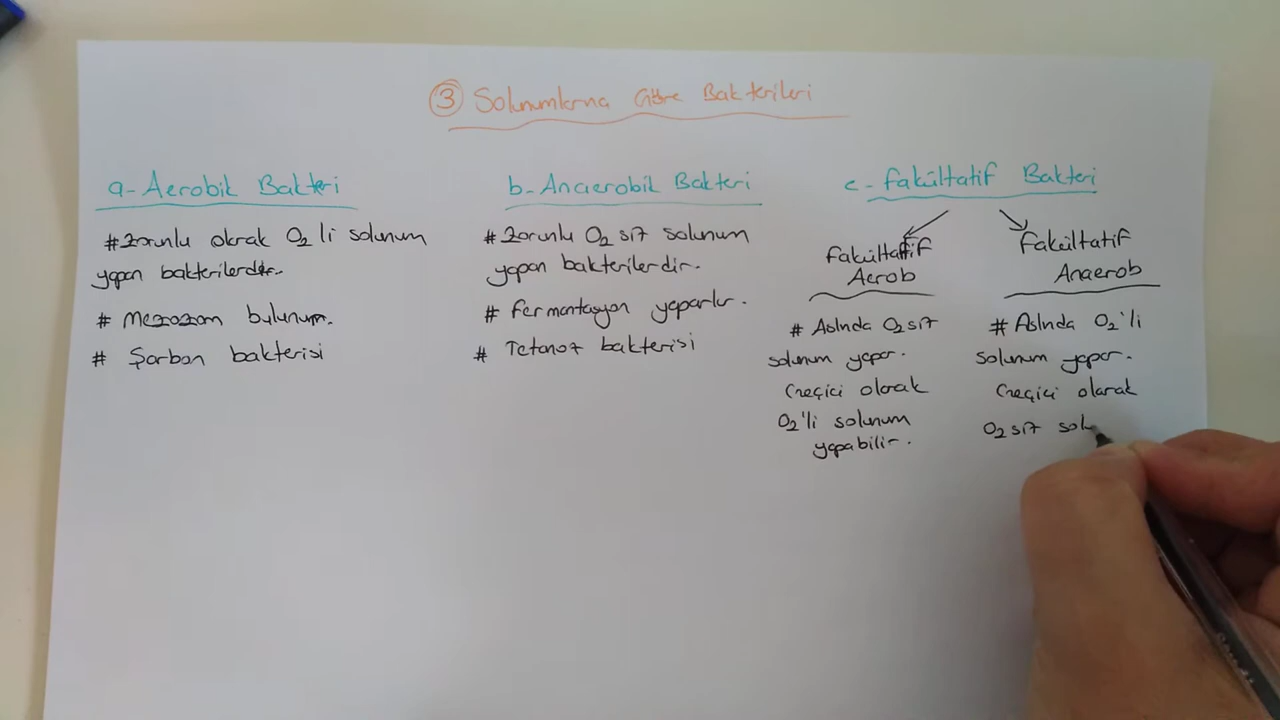 ③ Solunumlarına Göre Bakterileri
a- Aerobik Bakteri
# Zorunlu olarak O₂ li solunum
yapan bakterilerdir.
# Mezozom bulunur.
# Şarbon bakterisi
b- Anaerobik Bakteri
# Zorunlu O₂ siz solunum
yapan bakterilerdir.
# Fermantasyon yaparlar.
# Tetanoz bakterisi
c- Fakültatif Bakteri
Fakültatif
Aerob
# Aslında O₂ siz
solunum yapar.
Geçici olarak
O₂'li solunum
yapabilir.
Fakültatif
Anaerob
# Aslında O₂'li
solunum yapar.
Geçici olarak
O₂ siz sol